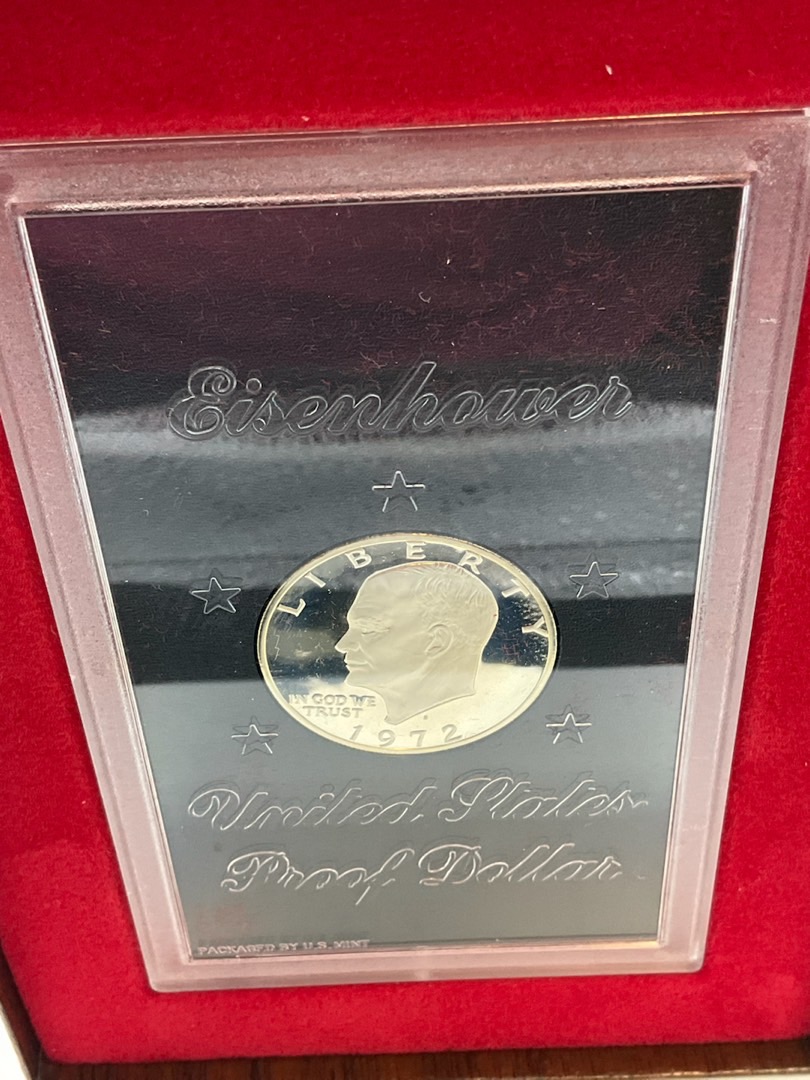 Eisenhower
LIBERTY
IN GOD WE
TRUST
1972
United States
Proof Dollar
PACKAGED BY U.S. MINT